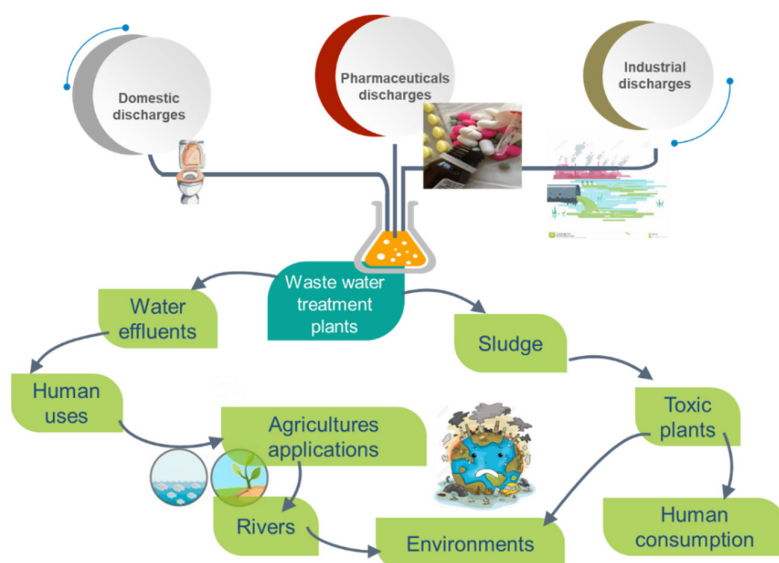 Domestic
discharges
Pharmaceuticals
discharges
Industrial
discharges
Waste water
treatment
plants
Water
effluents
Sludge
Human
uses
Agricultures
applications
Toxic
plants
Rivers
Environments
Human
consumption